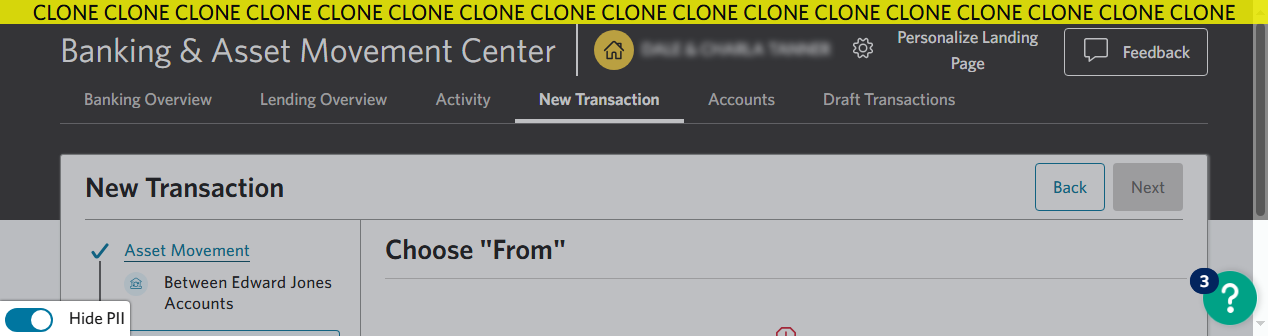 CLONE CLONE CLONE CLONE CLONE CLONE CLONE CLONE CLONE CLONE CLONE CLONE CLONE CLONE CLONE CLONE CLONE
Banking & Asset Movement Center
Personalize Landing
Page
Feedback
Banking Overview Lending Overview Activity New Transaction Accounts Draft Transactions
New Transaction
Back Next
Asset Movement
Choose "From"
Between Edward Jones
Accounts
3
?
Hide PII